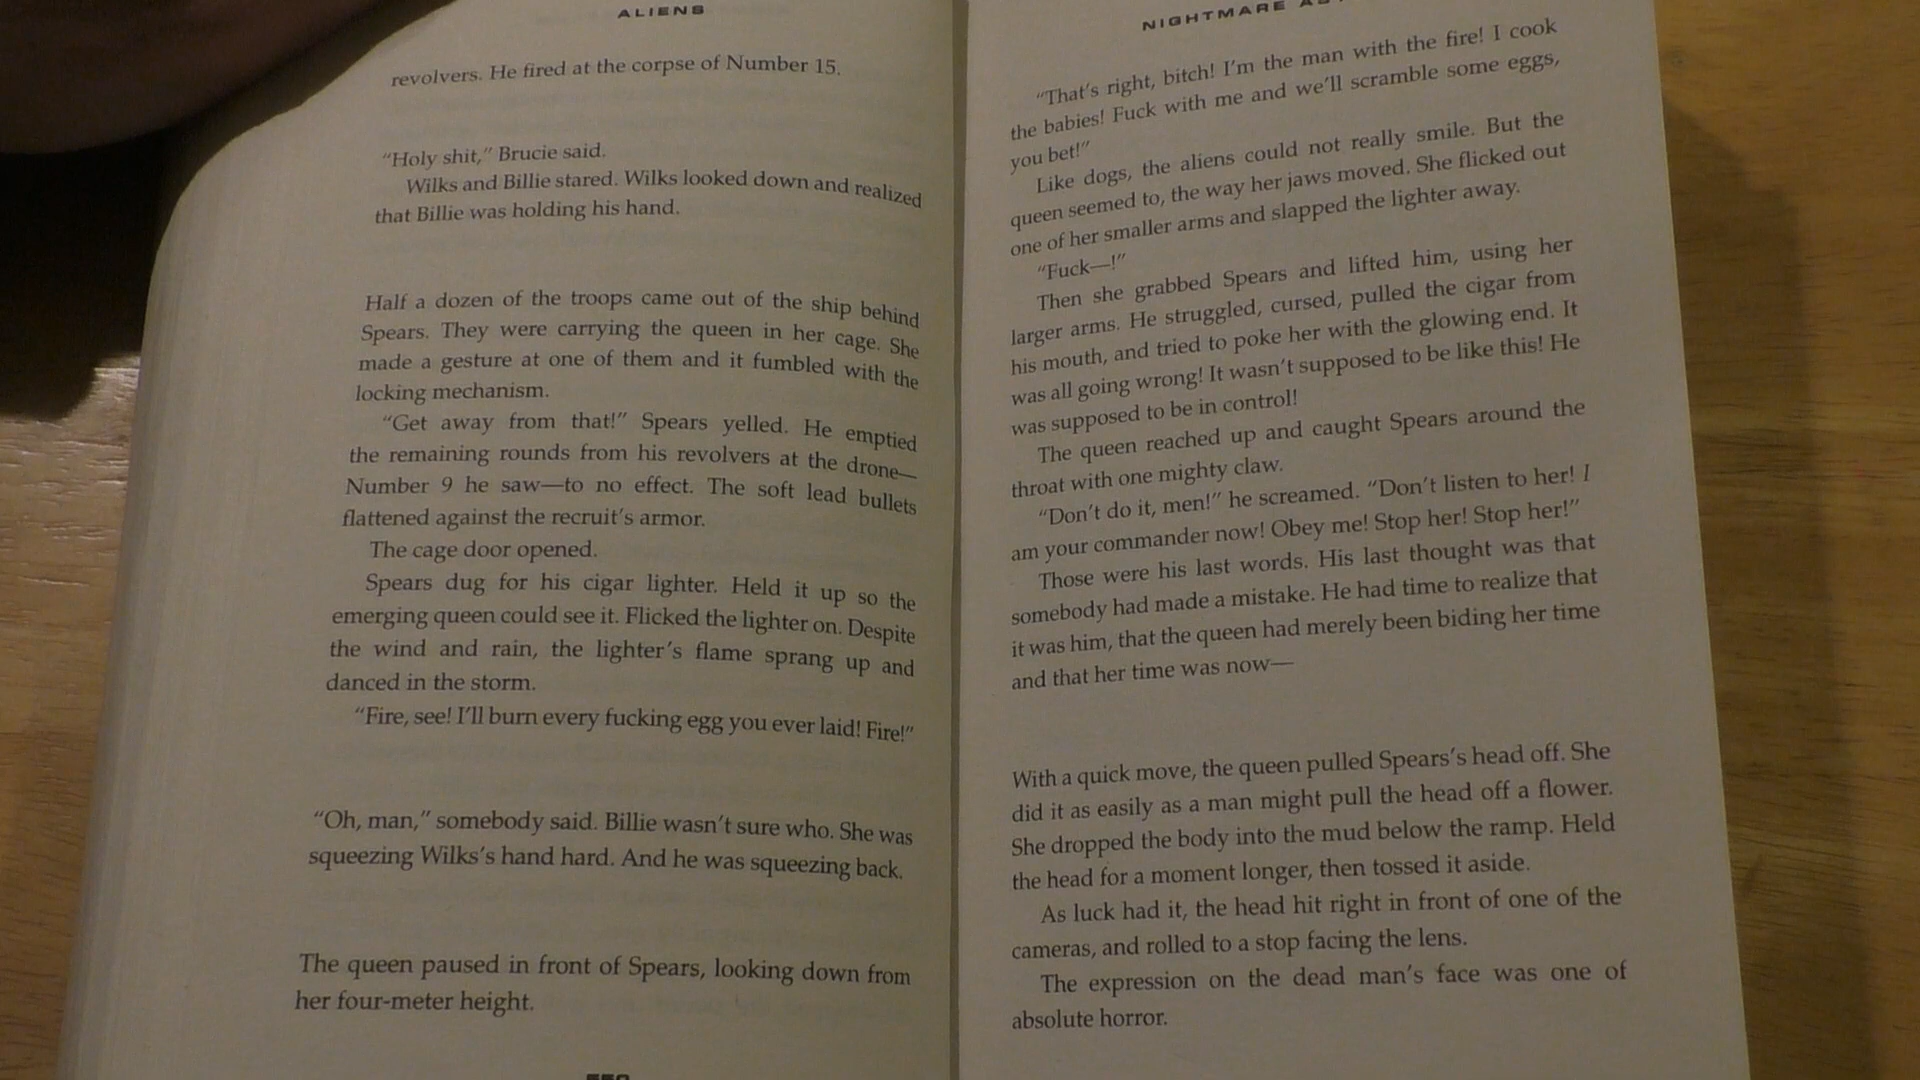 ALIENS
revolvers. He fired at the corpse of Number 15.
“Holy shit,” Brucie said.
Wilks and Billie stared. Wilks looked down and realized
that Billie was holding his hand.
Half a dozen of the troops came out of the ship behind
Spears. They were carrying the queen in her cage. She
made a gesture at one of them and it fumbled with the
locking mechanism.
“Get away from that!” Spears yelled. He emptied
the remaining rounds from his revolvers at the drone—
Number 9 he saw—to no effect. The soft lead bullets
flattened against the recruit’s armor.
The cage door opened.
Spears dug for his cigar lighter. Held it up so the
emerging queen could see it. Flicked the lighter on. Despite
the wind and rain, the lighter’s flame sprang up and
danced in the storm.
“Fire, see! I’ll burn every fucking egg you ever laid! Fire!”
“Oh, man,” somebody said. Billie wasn’t sure who. She was
squeezing Wilks’s hand hard. And he was squeezing back.
The queen paused in front of Spears, looking down from
her four-meter height.
NIGHTMARE
“That’s right, bitch! I’m the man with the fire! I cook
the babies! Fuck with me and we’ll scramble some eggs,
you bet!”
Like dogs, the aliens could not really smile. But the
queen seemed to, the way her jaws moved. She flicked out
one of her smaller arms and slapped the lighter away.
“Fuck—!”
Then she grabbed Spears and lifted him, using her
larger arms. He struggled, cursed, pulled the cigar from
his mouth, and tried to poke her with the glowing end. It
was all going wrong! It wasn’t supposed to be like this! He
was supposed to be in control!
The queen reached up and caught Spears around the
throat with one mighty claw.
“Don’t do it, men!” he screamed. “Don’t listen to her! I
am your commander now! Obey me! Stop her! Stop her!”
Those were his last words. His last thought was that
somebody had made a mistake. He had time to realize that
it was him, that the queen had merely been biding her time
and that her time was now—
With a quick move, the queen pulled Spears’s head off. She
did it as easily as a man might pull the head off a flower.
She dropped the body into the mud below the ramp. Held
the head for a moment longer, then tossed it aside.
As luck had it, the head hit right in front of one of the
cameras, and rolled to a stop facing the lens.
The expression on the dead man’s face was one of
absolute horror.